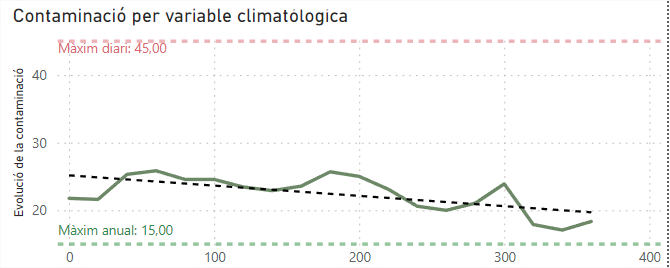 Contaminació per variable climatològica
Màxim diari: 45,00
Evolució de la contaminació
40
30
20
Màxim anual: 15,00
0
100
200
300
400